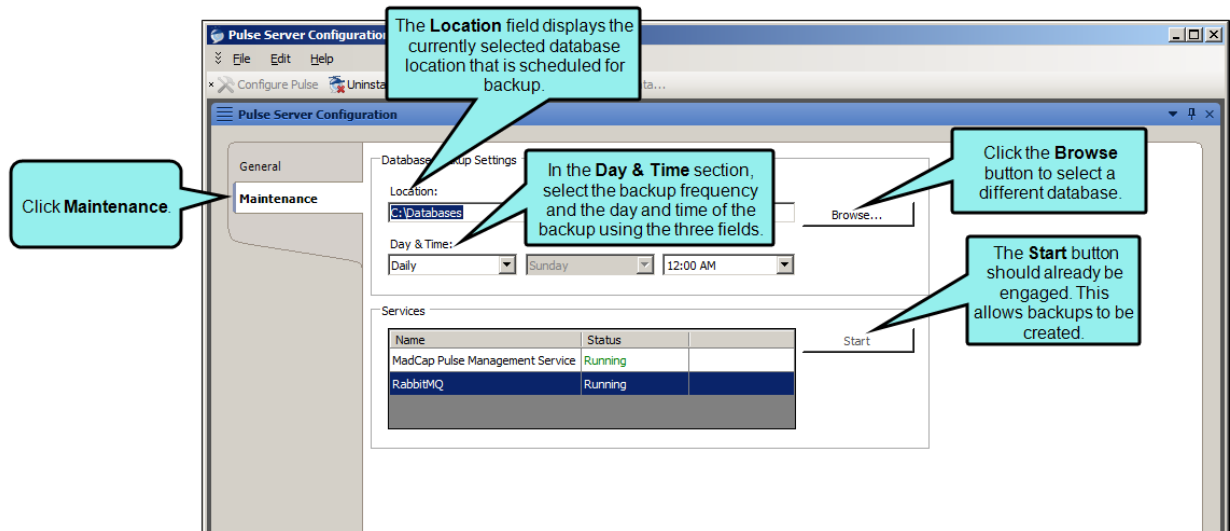 The Location field displays the
currently selected database
location that is scheduled for
backup.
Pulse Server Configuration
File Edit Help
Configure Pulse
Pulse Server Configuration
Click Maintenance.
General
Maintenance
Database Backup Settings
Location:
C:\Databases
Browse...
Click the Browse
button to select a
different database.
In the Day & Time section,
select the backup frequency
and the day and time of the
backup using the three fields.
Day & Time:
Daily Sunday 12:00 AM
The Start button
should already be
engaged. This
allows backups to be
created.
Services
Name Status
MadCap Pulse Management Service Running
RabbitMQ Running
Start